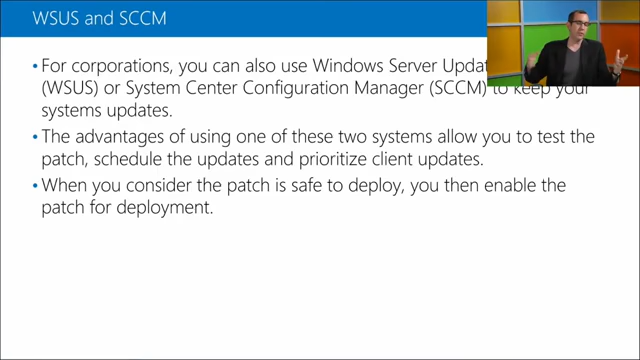 WSUS and SCCM
• For corporations, you can also use Windows Server Updat
(WSUS) or System Center Configuration Manager (SCCM) to keep your
systems updates.
• The advantages of using one of these two systems allow you to test the
patch, schedule the updates and prioritize client updates.
• When you consider the patch is safe to deploy, you then enable the
patch for deployment.